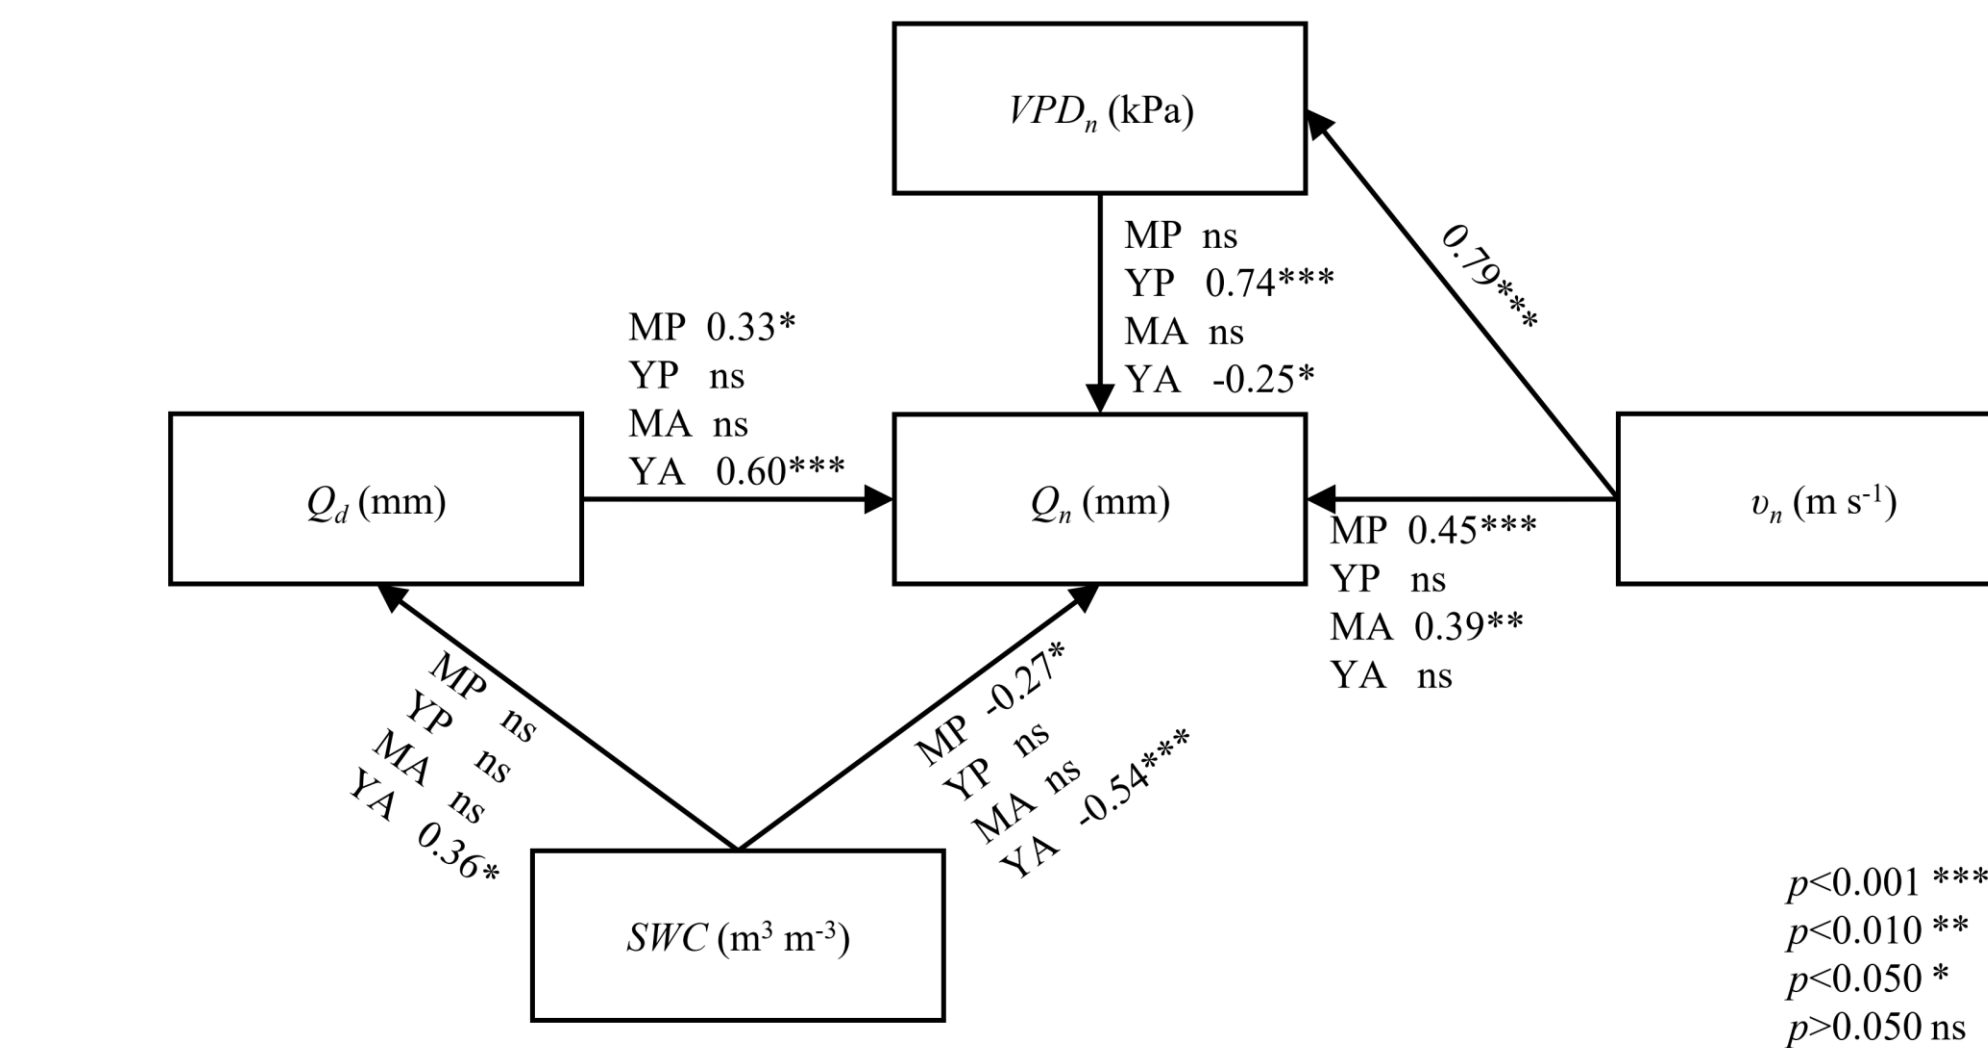 VPDn (kPa)
MP ns
YP 0.74***
MA ns
YA -0.25*
0.79***
MP 0.33*
YP ns
MA ns
YA 0.60***
Qd (mm)
Qn (mm)
υn (m s-1)
MP 0.45***
YP ns
MA 0.39**
YA ns
MP ns
YP ns
MA ns
YA 0.36*
MP -0.27*
YP ns
MA ns
YA -0.54***
SWC (m³ m-³)
p<0.001 ***
p<0.010 **
p<0.050 *
p>0.050 ns